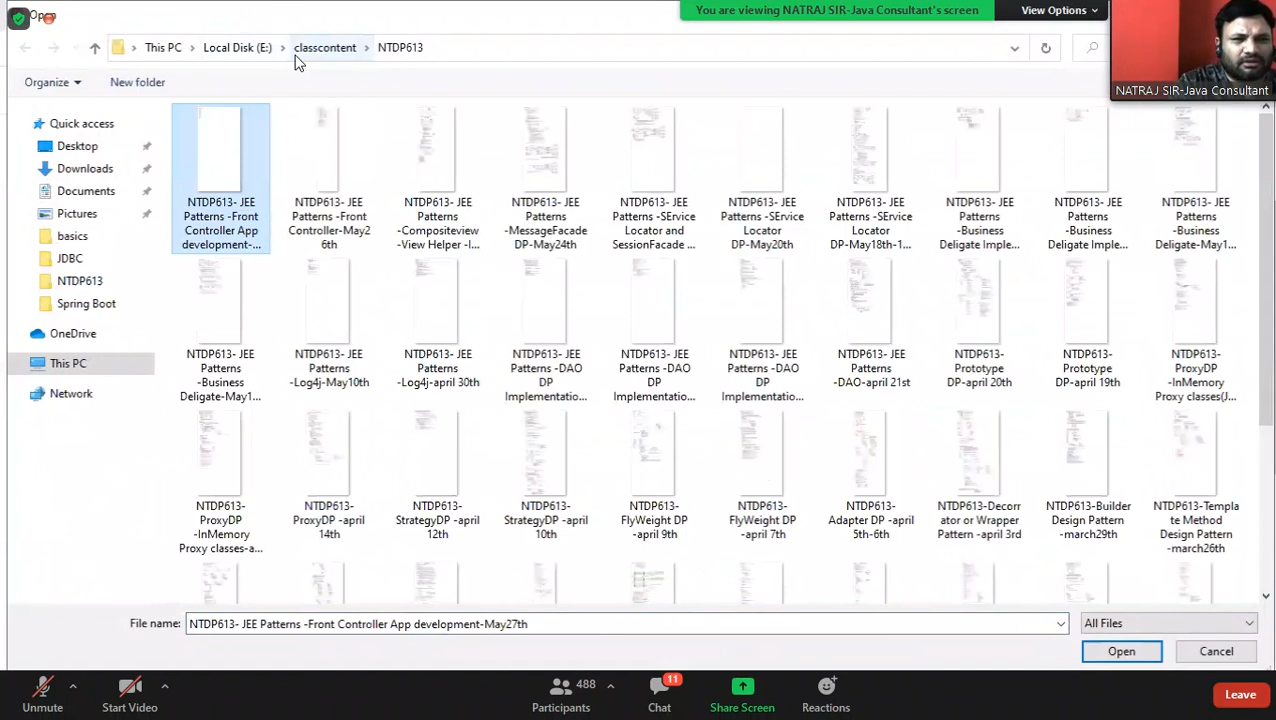 Open
You are viewing NATRAJ SIR-Java Consultant's screen
View Options
This PC
Local Disk (E:)
classcontent
NTDP613
NATRAJ SIR-Java Consultant
Organize
New folder
Quick access
Desktop
Downloads
Documents
Pictures
basics
JDBC
NTDP613
Spring Boot
OneDrive
This PC
Network
NTDP613- JEE
Patterns -Front
Controller App
development-...
NTDP613- JEE
Patterns -Front
Controller-May2
6th
NTDP613- JEE
Patterns
-Compositeview
-View Helper -I...
NTDP613- JEE
Patterns
-MessageFacade
DP-May24th
NTDP613- JEE
Patterns -SErvice
Locator and
SessionFacade ...
NTDP613- JEE
Patterns -SErvice
Locator
DP-May20th
NTDP613- JEE
Patterns -SErvice
Locator
DP-May18th-1...
NTDP613- JEE
Patterns
-Business
Deligate Imple...
NTDP613- JEE
Patterns
-Business
Deligate Imple...
NTDP613- JEE
Patterns
-Business
Deligate-May1...
NTDP613- JEE
Patterns
-Business
Deligate-May1...
NTDP613- JEE
Patterns
-Log4j-May10th
NTDP613- JEE
Patterns
-Log4j-april 30th
NTDP613- JEE
Patterns -DAO
DP
Implementatio...
NTDP613- JEE
Patterns -DAO
DP
Implementatio...
NTDP613- JEE
Patterns -DAO
DP
Implementatio...
NTDP613- JEE
Patterns
-DAO-april 21st
NTDP613-
Prototype
DP-april 20th
NTDP613-
Prototype
DP-april 19th
NTDP613-
ProxyDP
-InMemory
Proxy classes(J...
NTDP613-
ProxyDP
-InMemory
Proxy classes-a...
NTDP613-
ProxyDP -april
14th
NTDP613-
StrategyDP -april
12th
NTDP613-
StrategyDP -april
10th
NTDP613-
FlyWeight DP
-april 9th
NTDP613-
FlyWeight DP
-april 7th
NTDP613-
Adapter DP -april
5th-6th
NTDP613-Decorr
ator or Wrapper
Pattern -april 3rd
NTDP613-Builder
Design Pattern
-march29th
NTDP613-Templa
te Method
Design Pattern
-march26th
File name:
NTDP613- JEE Patterns -Front Controller App development-May27th
All Files
Open
Cancel
Unmute
Start Video
488
Participants
11
Chat
Share Screen
Reactions
Leave